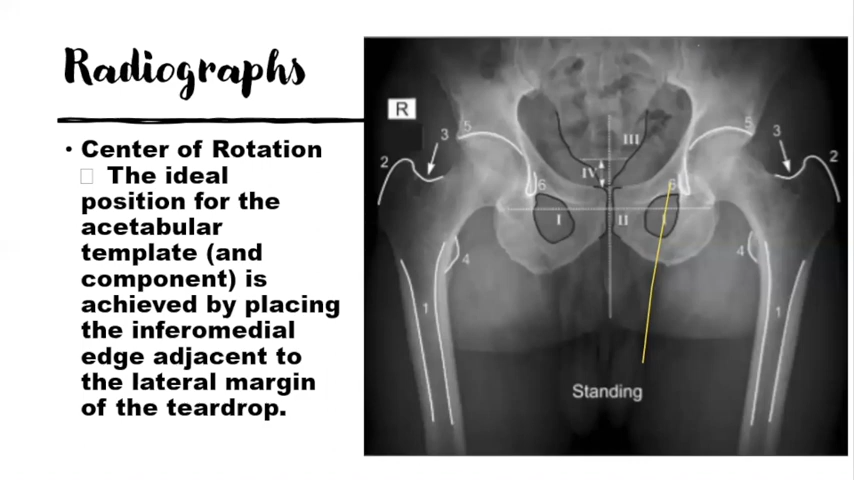 Radiographs
• Center of Rotation
□ The ideal
position for the
acetabular
template (and
component) is
achieved by placing
the inferomedial
edge adjacent to
the lateral margin
of the teardrop.
R
5
5
3
3
2
2
III
IV
6
6
I
II
I
4
4
1
1
Standing